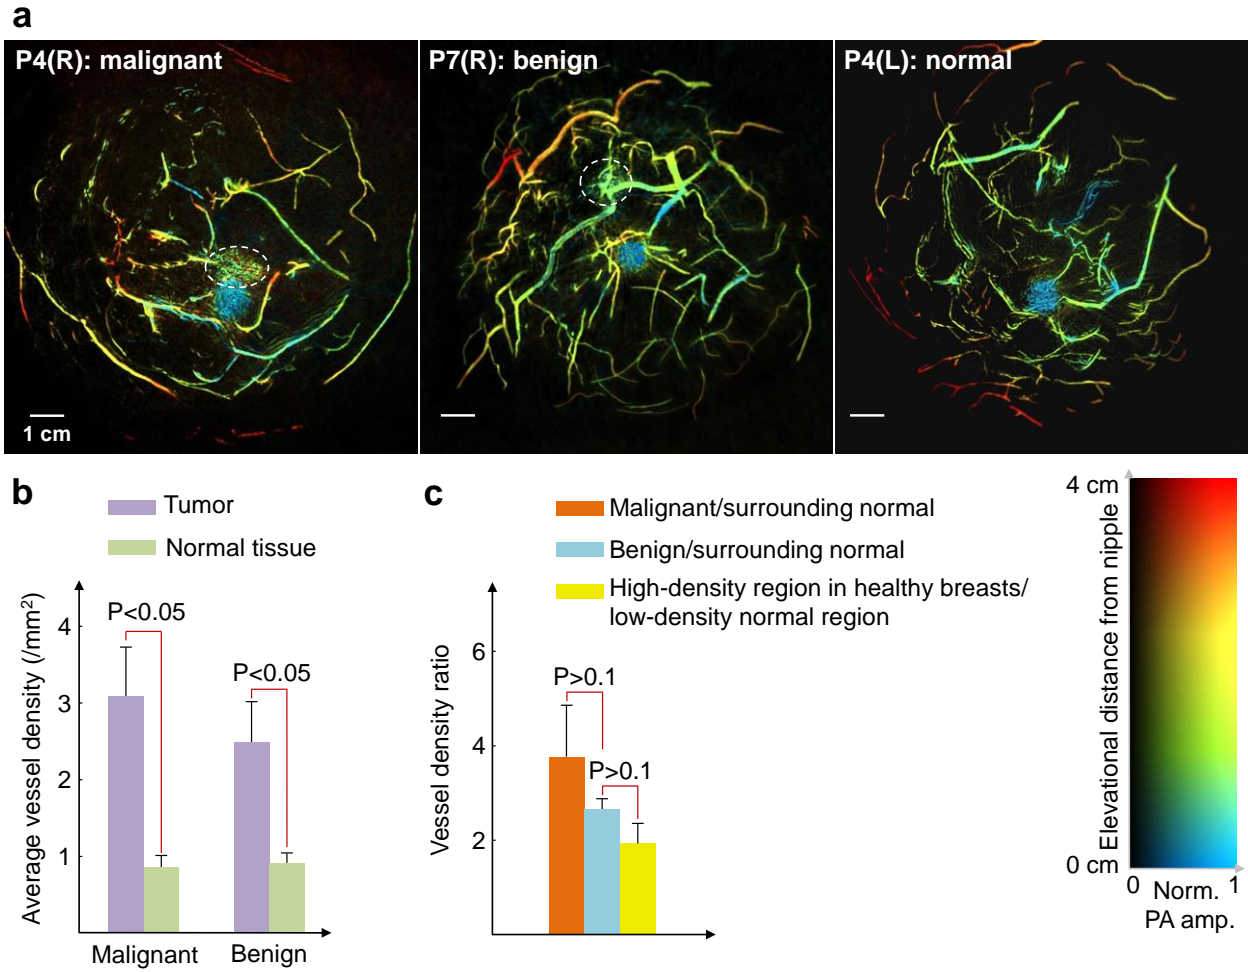 a
P4(R): malignant
P7(R): benign
P4(L): normal
1 cm
b
Tumor
Normal tissue
Average vessel density (/mm²)
4
3
2
1
P<0.05
P<0.05
Malignant
Benign
c
Malignant/surrounding normal
Benign/surrounding normal
High-density region in healthy breasts/
low-density normal region
Vessel density ratio
6
4
2
P>0.1
P>0.1
4 cm
Elevational distance from nipple
0 cm
0
1
Norm.
PA amp.